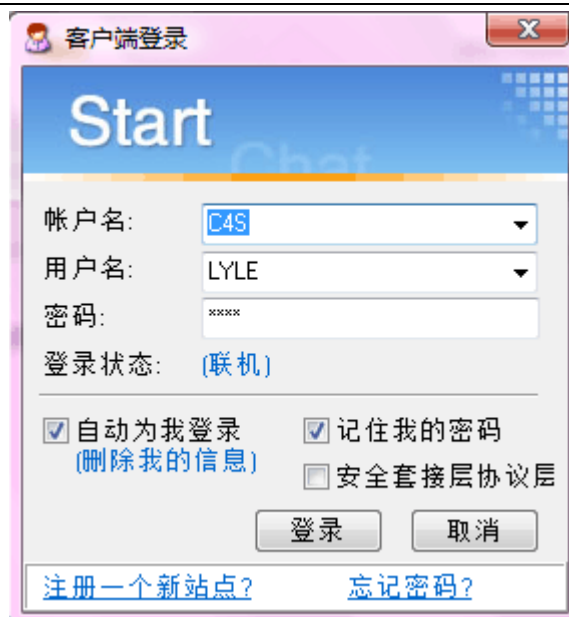 客户端登录
Start
Chat
帐户名: C4S
用户名: LYLE
密码: ****
登录状态: (联机)
自动为我登录 记住我的密码
(删除我的信息) 安全套接层协议层
登录 取消
注册一个新站点? 忘记密码?